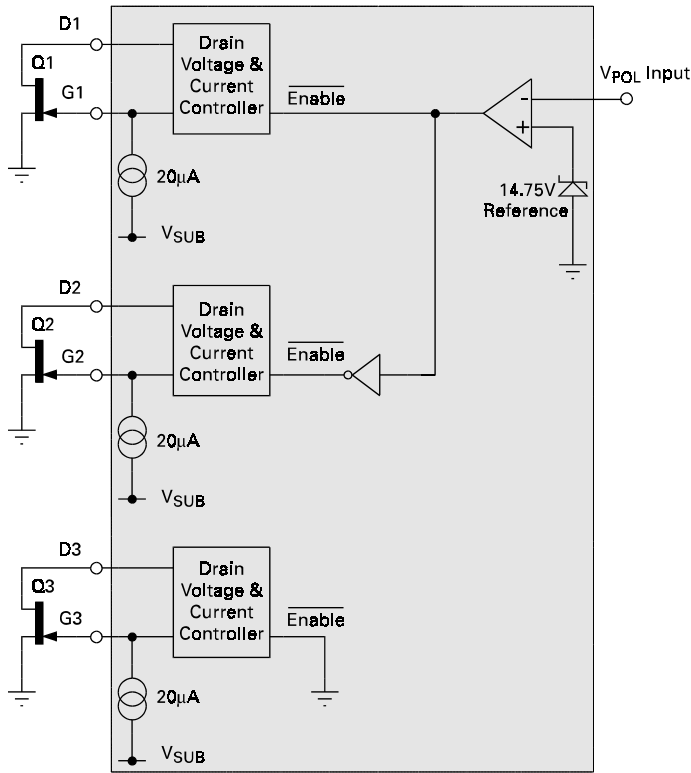 D1
Q1
G1
Drain
Voltage &
Current
Controller
Enable
-
+
VPOL Input
14.75V
Reference
20µA
VSUB
D2
Q2
G2
Drain
Voltage &
Current
Controller
Enable
20µA
VSUB
D3
Q3
G3
Drain
Voltage &
Current
Controller
Enable
20µA
VSUB